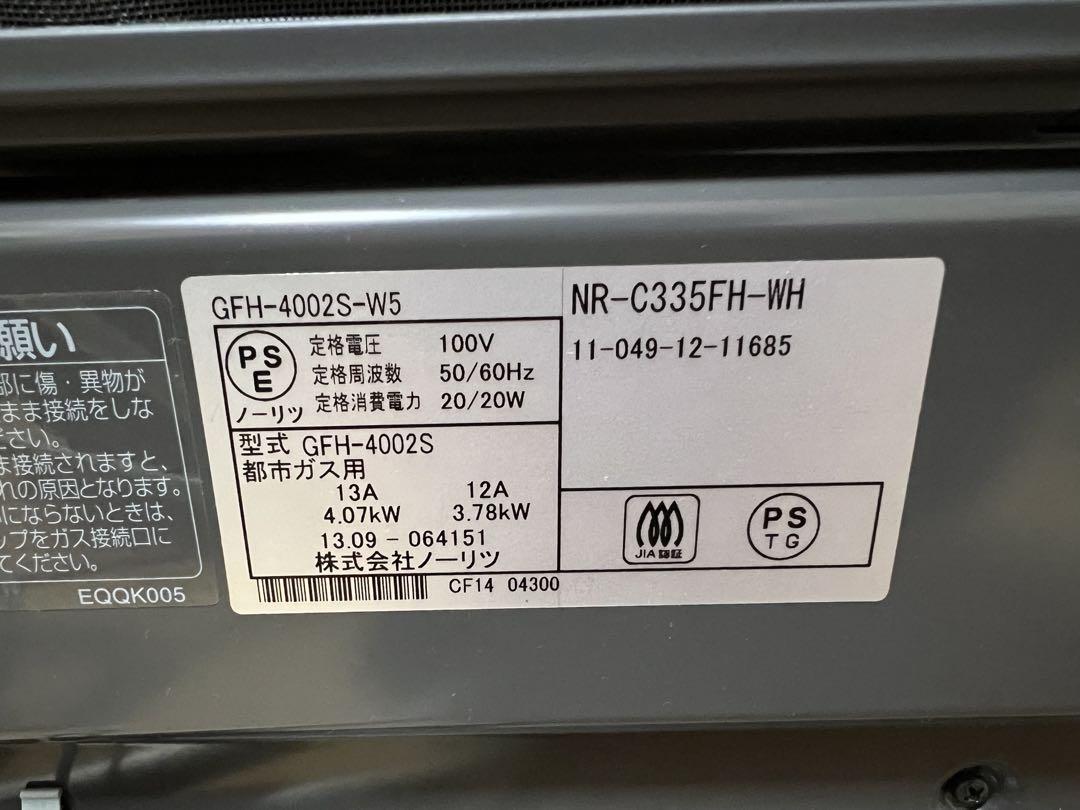 願い
部に傷・異物が
まま接続をしな
ださい。
ま接続されますと、
れの原因となります。
にならないときは、
ップをガス接続口に
てください。
EQQK005
GFH-4002S-W5
PS
E
ノーリツ
定格電圧 100V
定格周波数 50/60Hz
定格消費電力 20/20W
型式 GFH-4002S
都市ガス用
13A 12A
4.07kW 3.78kW
13.09-064151
株式会社ノーリツ
CF14 04300
NR-C335FH-WH
11-049-12-11685
JIA 認証
PS
TG